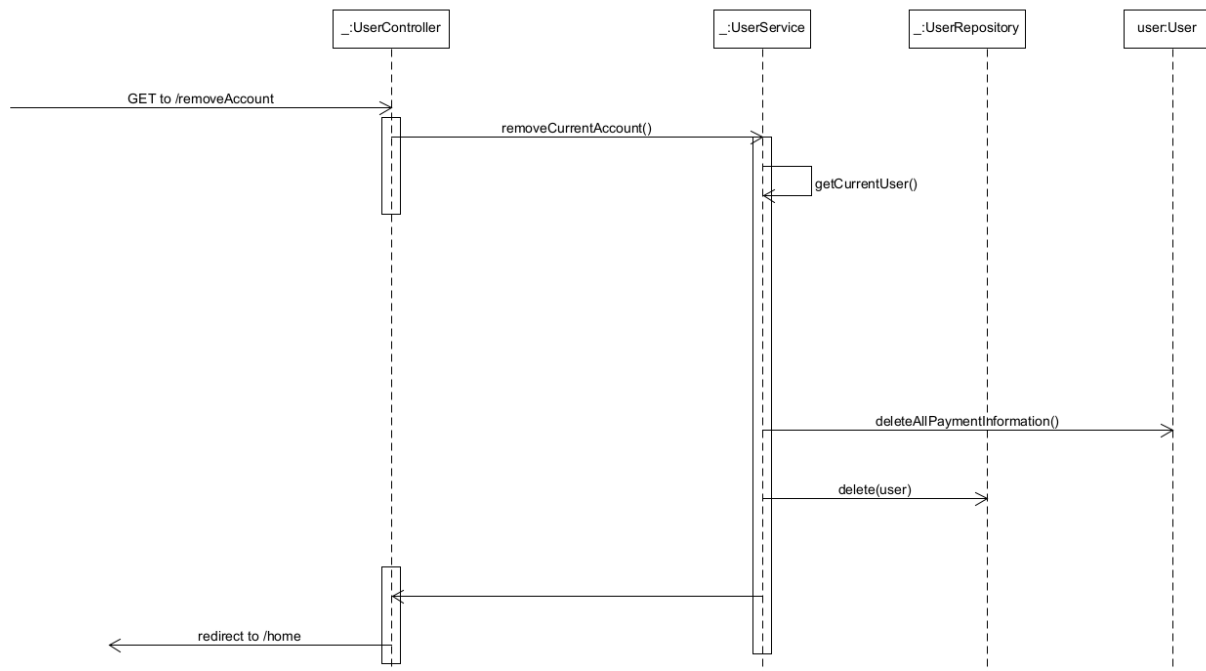 _:UserController
_:UserService
_:UserRepository
user:User
GET to /removeAccount
removeCurrentAccount()
getCurrentUser()
deleteAllPaymentInformation()
delete(user)
redirect to /home